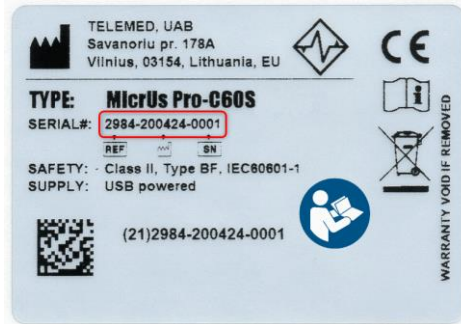 TELEMED, UAB
Savanoriu pr. 178A
Vilnius, 03154, Lithuania, EU
CE
TYPE: MicrUs Pro-C60S
SERIAL#: 2984-200424-0001
REF SN
SAFETY: - Class II, Type BF, IEC60601-1
SUPPLY: USB powered
(21)2984-200424-0001
WARRANTY VOID IF REMOVED